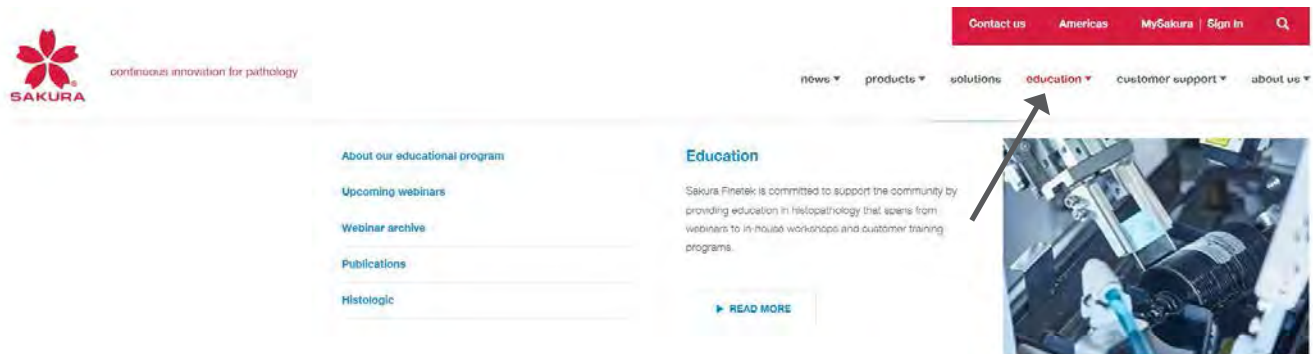 Contact us Americas MySakura | Sign In
SAKURA
continuous innovation for pathology
news products solutions education customer support about us
About our educational program
Upcoming webinars
Webinar archive
Publications
Histologic
Education
Sakura Finetek is committed to support the community by
providing education in histopathology that spans from
webinars to in-house workshops and customer training
programs.
READ MORE